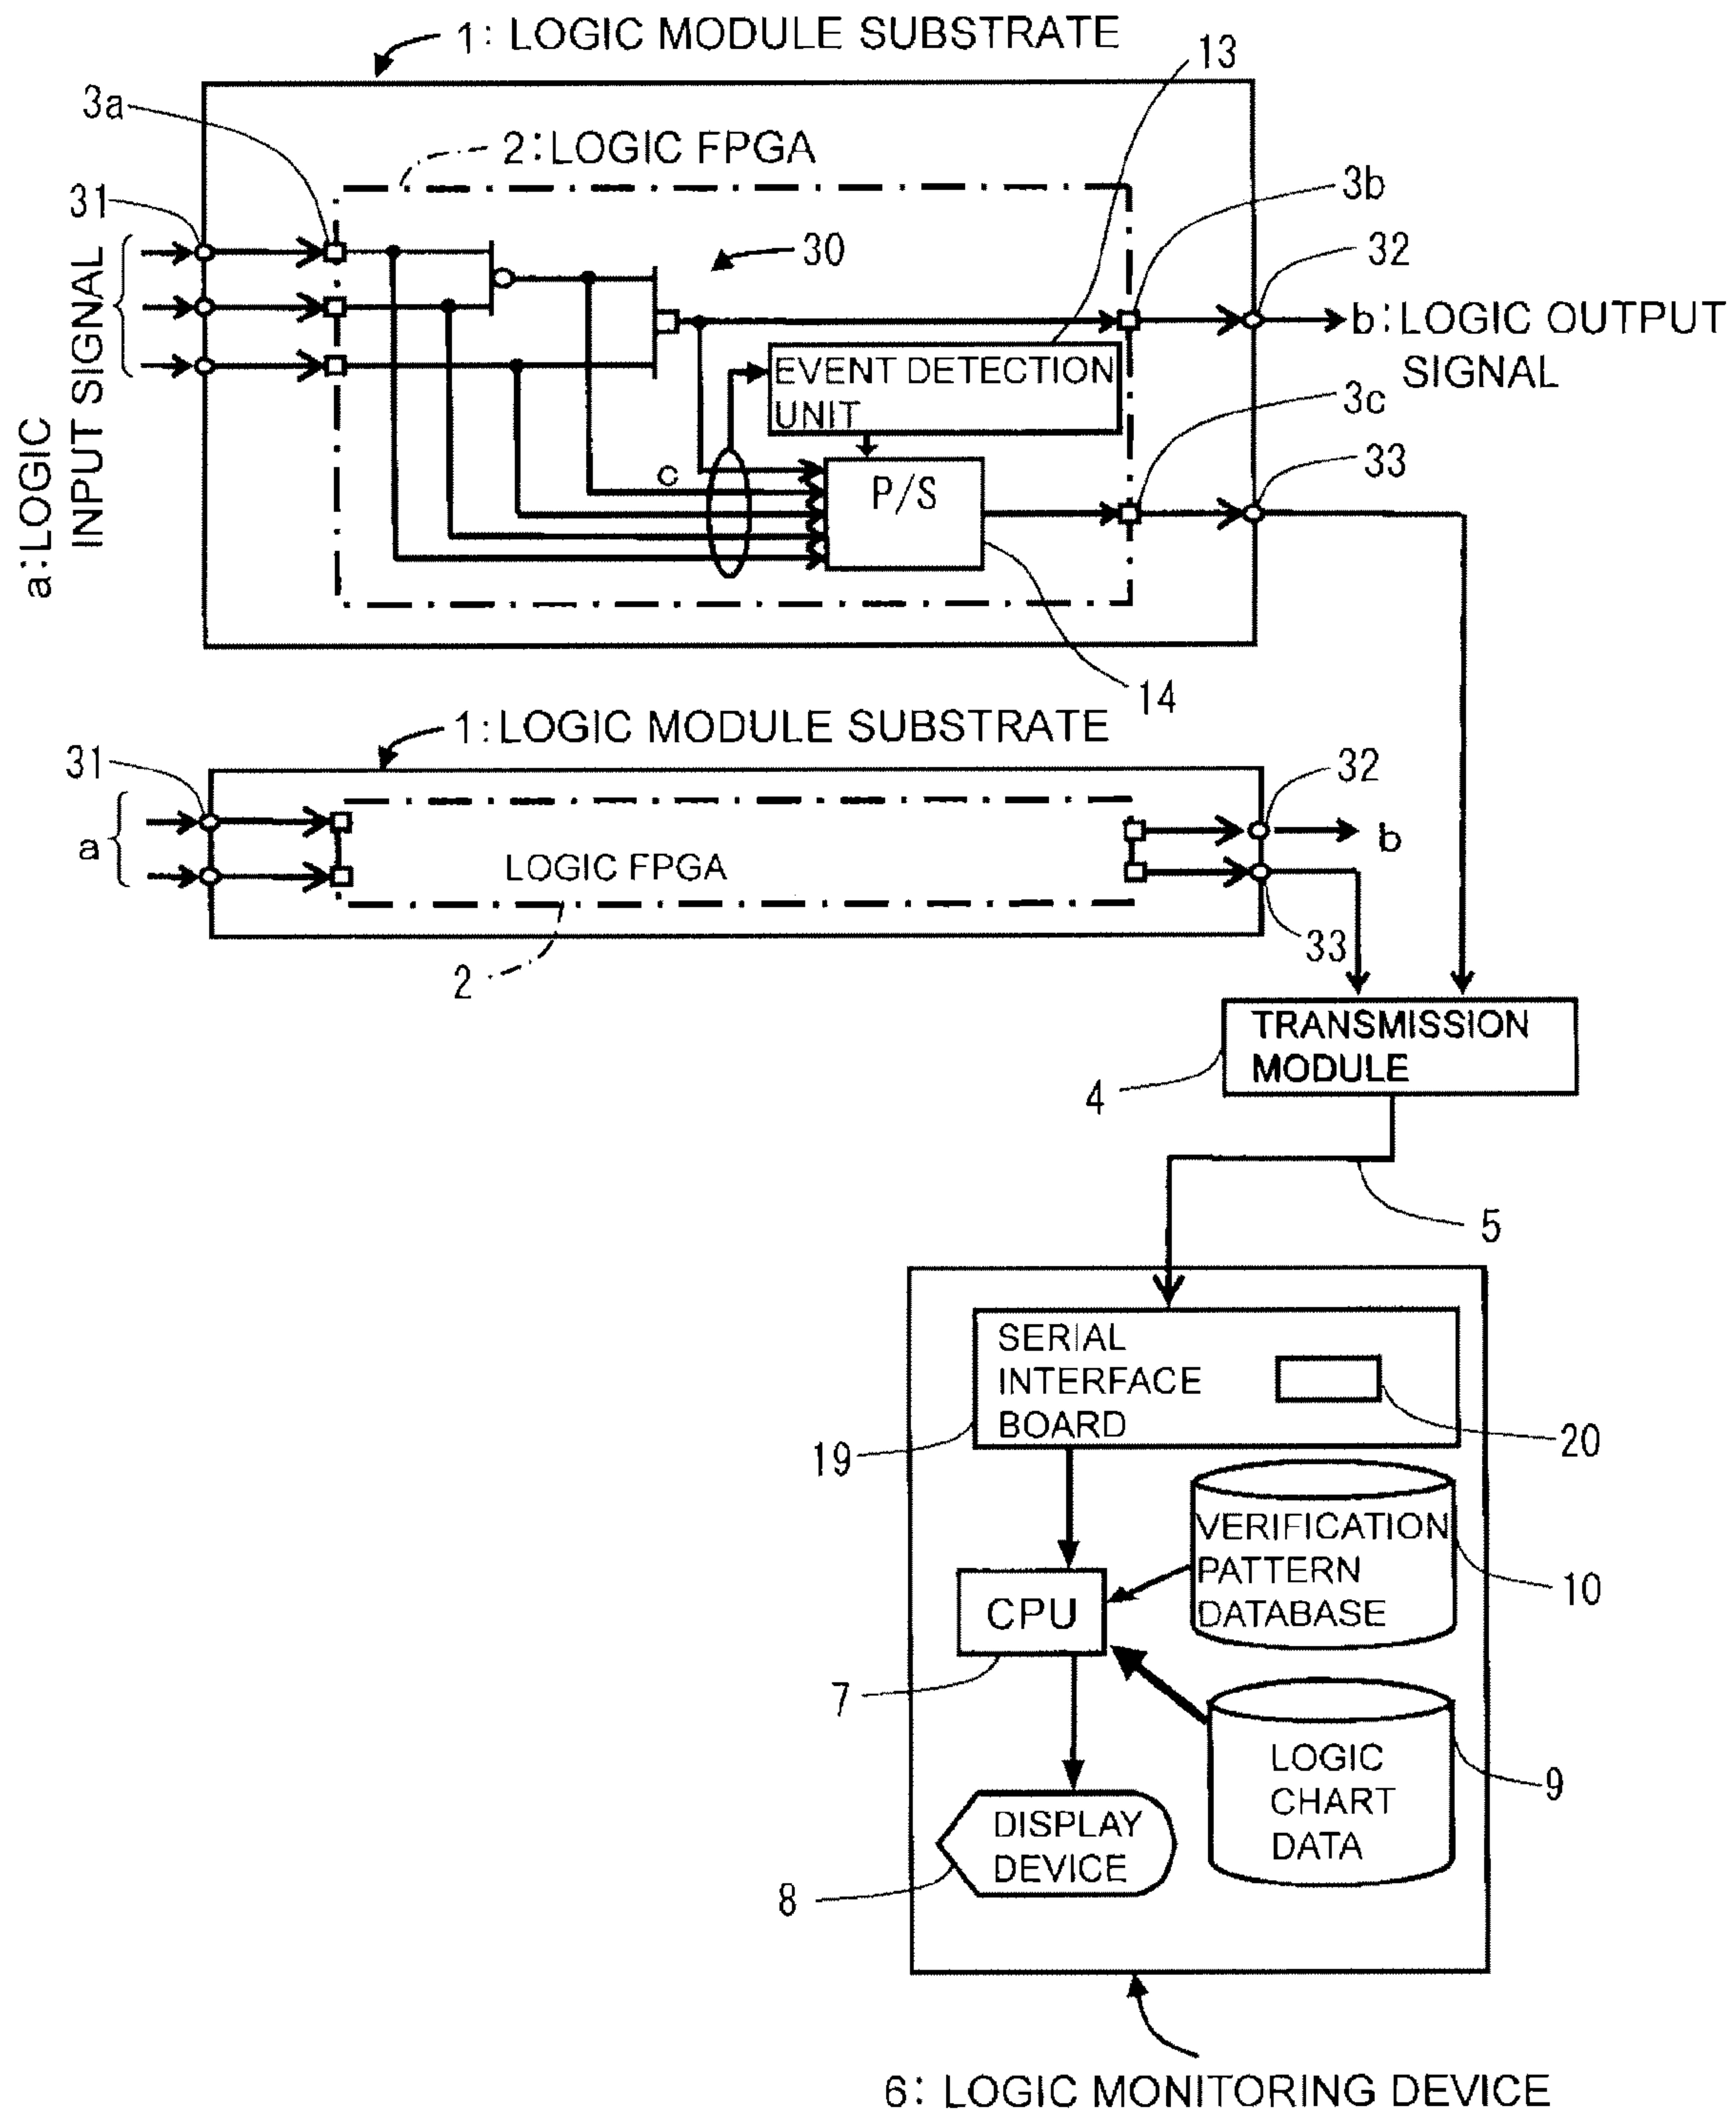 1: LOGIC MODULE SUBSTRATE
13
3a
2:LOGIC FPGA
3b
31
30
32
a:LOGIC
INPUT SIGNAL
b:LOGIC OUTPUT
SIGNAL
EVENT DETECTION
UNIT
3c
c
P/S
33
14
1:LOGIC MODULE SUBSTRATE
31
32
a
b
LOGIC FPGA
33
2
TRANSMISSION
MODULE
4
5
SERIAL
INTERFACE
BOARD
19
20
VERIFICATION
PATTERN
DATABASE
10
CPU
7
LOGIC
CHART
DATA
9
DISPLAY
DEVICE
8
6: LOGIC MONITORING DEVICE